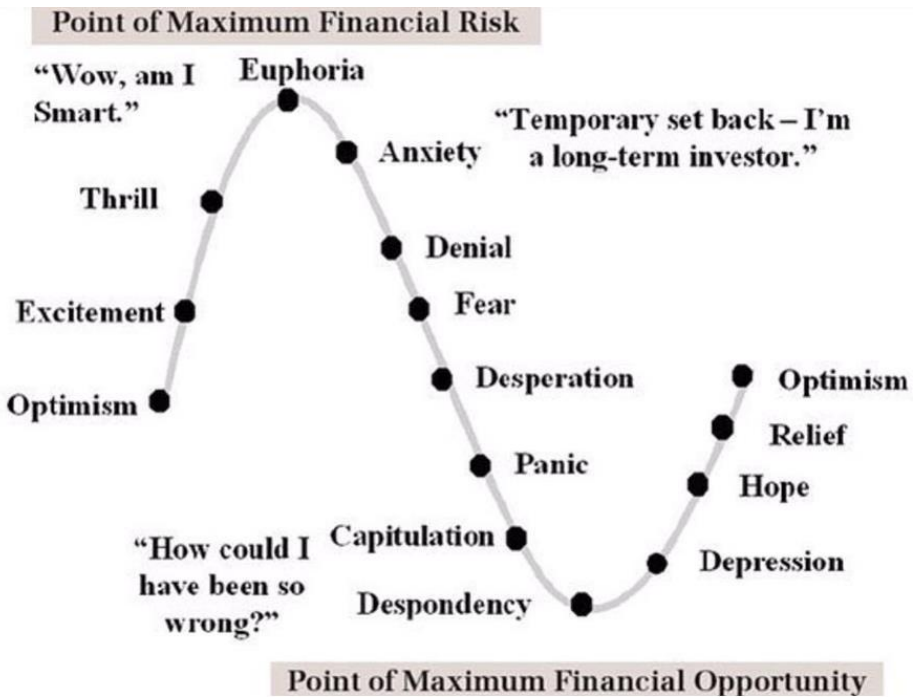 Point of Maximum Financial Risk
“Wow, am I
Smart.”
Euphoria
“Temporary set back – I’m
a long-term investor.”
Anxiety
Thrill
Denial
Excitement
Fear
Optimism
Desperation
Optimism
Relief
Panic
Hope
“How could I
have been so
wrong?”
Capitulation
Depression
Despondency
Point of Maximum Financial Opportunity